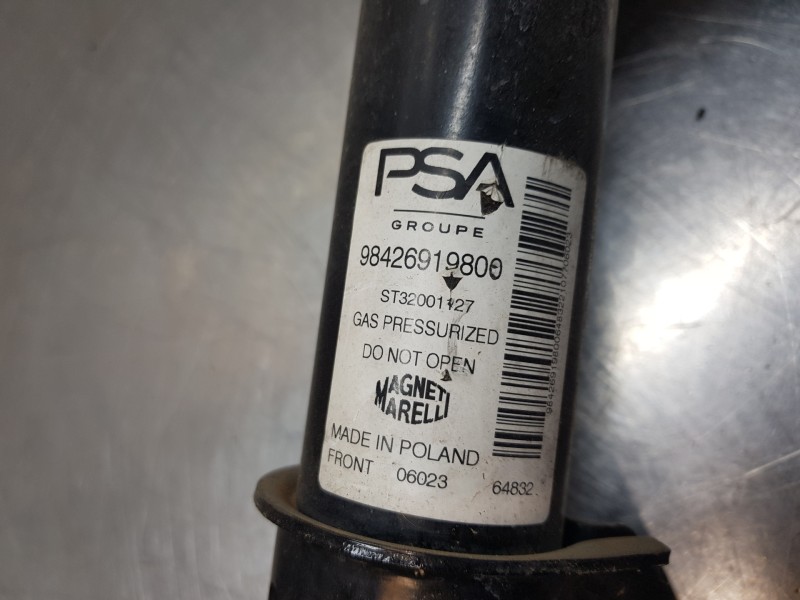 PSA
GROUPE
98426919800
ST32001127
GAS PRESSURIZED
DO NOT OPEN
MAGNETI
MARELLI
MADE IN POLAND
FRONT 06023 64832